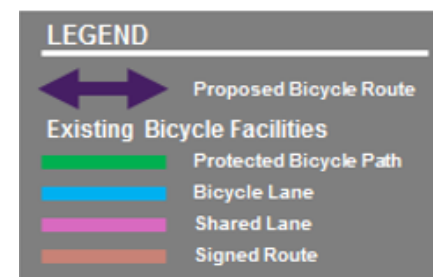 LEGEND
Proposed Bicycle Route
Existing Bicycle Facilities
Protected Bicycle Path
Bicycle Lane
Shared Lane
Signed Route